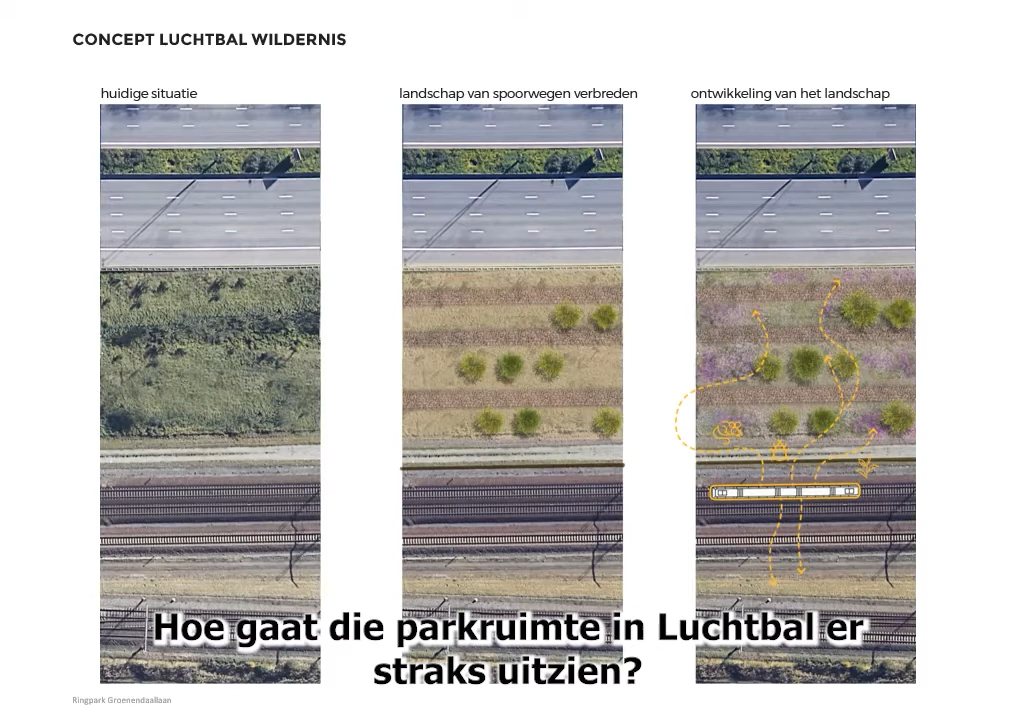 CONCEPT LUCHTBAL WILDERNIS
huidige situatie
landschap van spoorwegen verbreden
ontwikkeling van het landschap
Hoe gaat die parkruimte in Luchtbal er
straks uitzien?
Ringpark Groenendaallaan